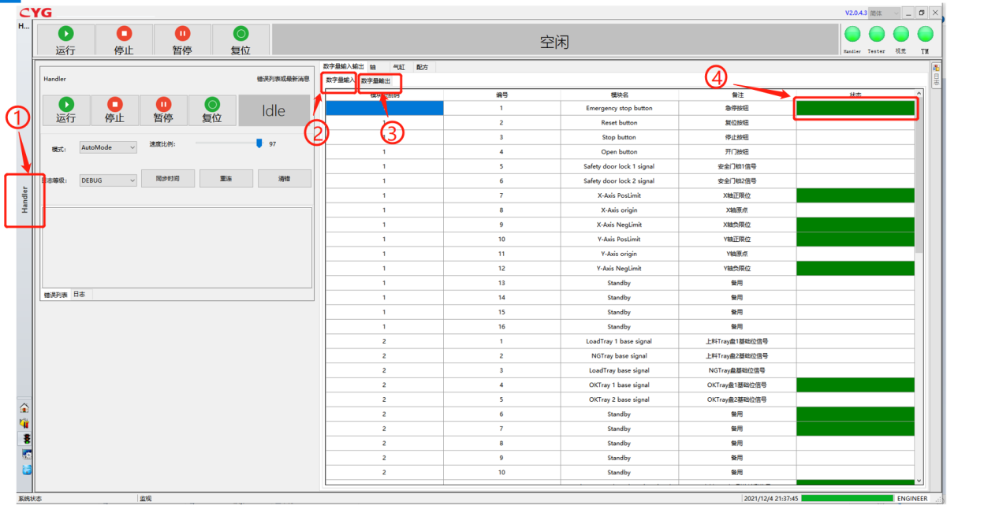 CYG
V2.0.4.3 简体
H...
运行 停止 暂停 复位
空闲
Handler Tester 视觉 TM
Handler 错误列表或最新消息
运行 停止 暂停 复位 Idle
模式: AutoMode 速度比例: 97
日志等级: DEBUG 同步时间 重连 清错
错误列表 日志
① Handler
数字量输入输出 轴 气缸 配方
数字量输入 数字量输出
② ③ ④
日志
编号 模块名 备注 状态
1 Emergency stop button 急停按钮
1 2 Reset button 复位按钮
1 3 Stop button 停止按钮
1 4 Open button 开门按钮
1 5 Safety door lock 1 signal 安全门锁1信号
1 6 Safety door lock 2 signal 安全门锁2信号
1 7 X-Axis PosLimit X轴正限位
1 8 X-Axis origin X轴原点
1 9 X-Axis NegLimit X轴负限位
1 10 Y-Axis PosLimit Y轴正限位
1 11 Y-Axis origin Y轴原点
1 12 Y-Axis NegLimit Y轴负限位
1 13 Standby 备用
1 14 Standby 备用
1 15 Standby 备用
1 16 Standby 备用
2 1 LoadTray 1 base signal 上料Tray盘1基础位信号
2 2 NGTray base signal 上料Tray盘2基础位信号
2 3 LoadTray base signal NGTray盘基础位信号
2 4 OKTray 1 base signal OKTray盘1基础位信号
2 5 OKTray 2 base signal OKTray盘2基础位信号
2 6 Standby 备用
2 7 Standby 备用
2 8 Standby 备用
2 9 Standby 备用
2 10 Standby 备用
系统状态 监视 2021/12/4 21:37:45 ENGINEER